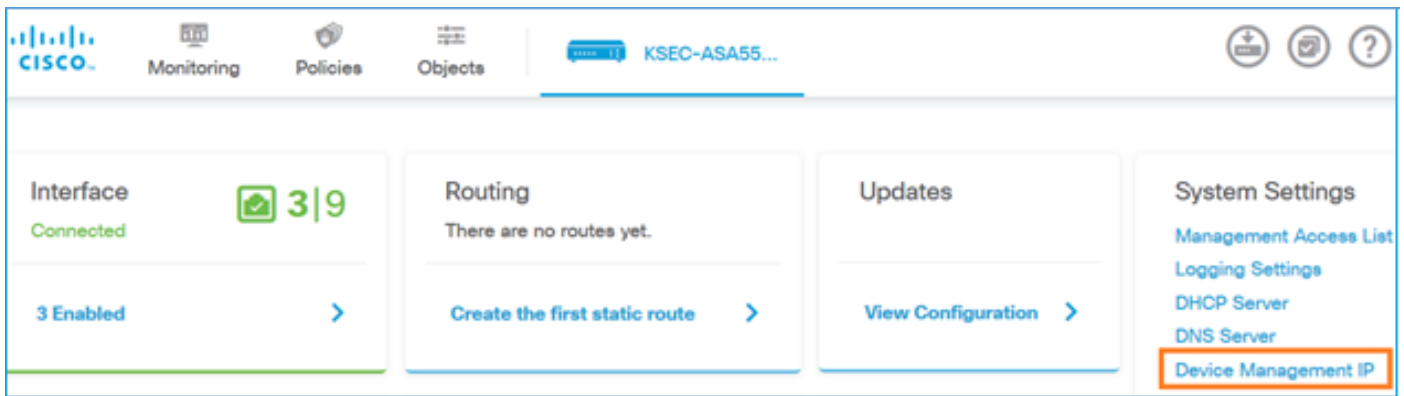 CISCO
Monitoring
Policies
Objects
KSEC-ASA55...
Interface
Connected
3|9
3 Enabled
Routing
There are no routes yet.
Create the first static route
Updates
View Configuration
System Settings
Management Access List
Logging Settings
DHCP Server
DNS Server
Device Management IP